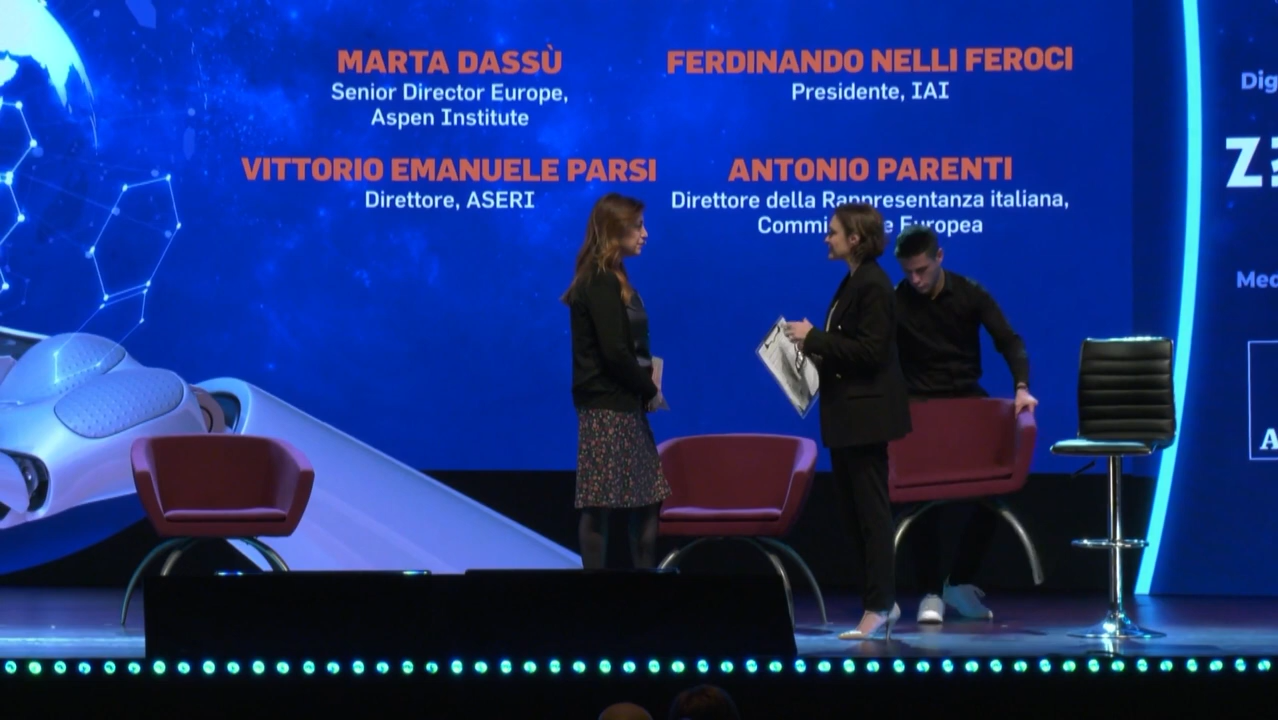 MARTA DASSÙ
Senior Director Europe,
Aspen Institute
FERDINANDO NELLI FEROCI
Presidente, IAI
VITTORIO EMANUELE PARSI
Direttore, ASERI
ANTONIO PARENTI
Direttore della Rappresentanza italiana,
Europea